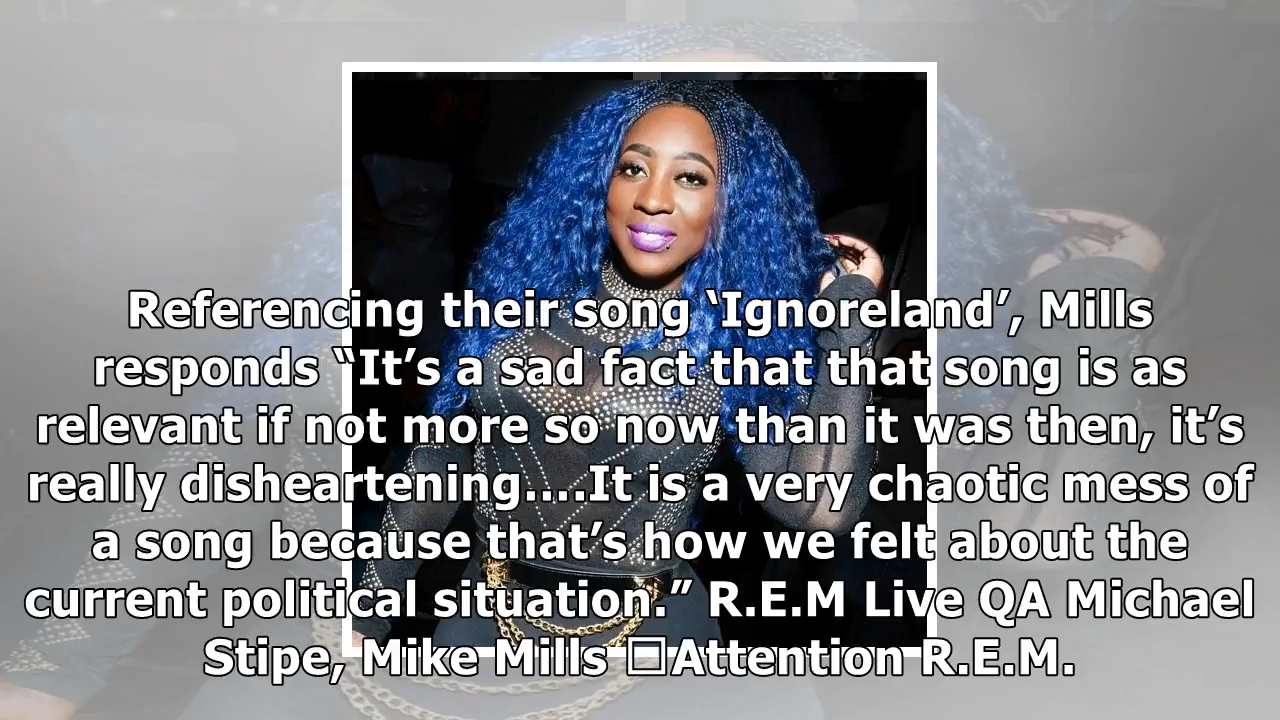 Referencing their song ‘Ignoreland’, Mills
responds “It’s a sad fact that that song is as
relevant if not more so now than it was then, it’s
really disheartening....It is a very chaotic mess of
a song because that’s how we felt about the
current political situation.” R.E.M Live QA Michael
Stipe, Mike Mills □Attention R.E.M.